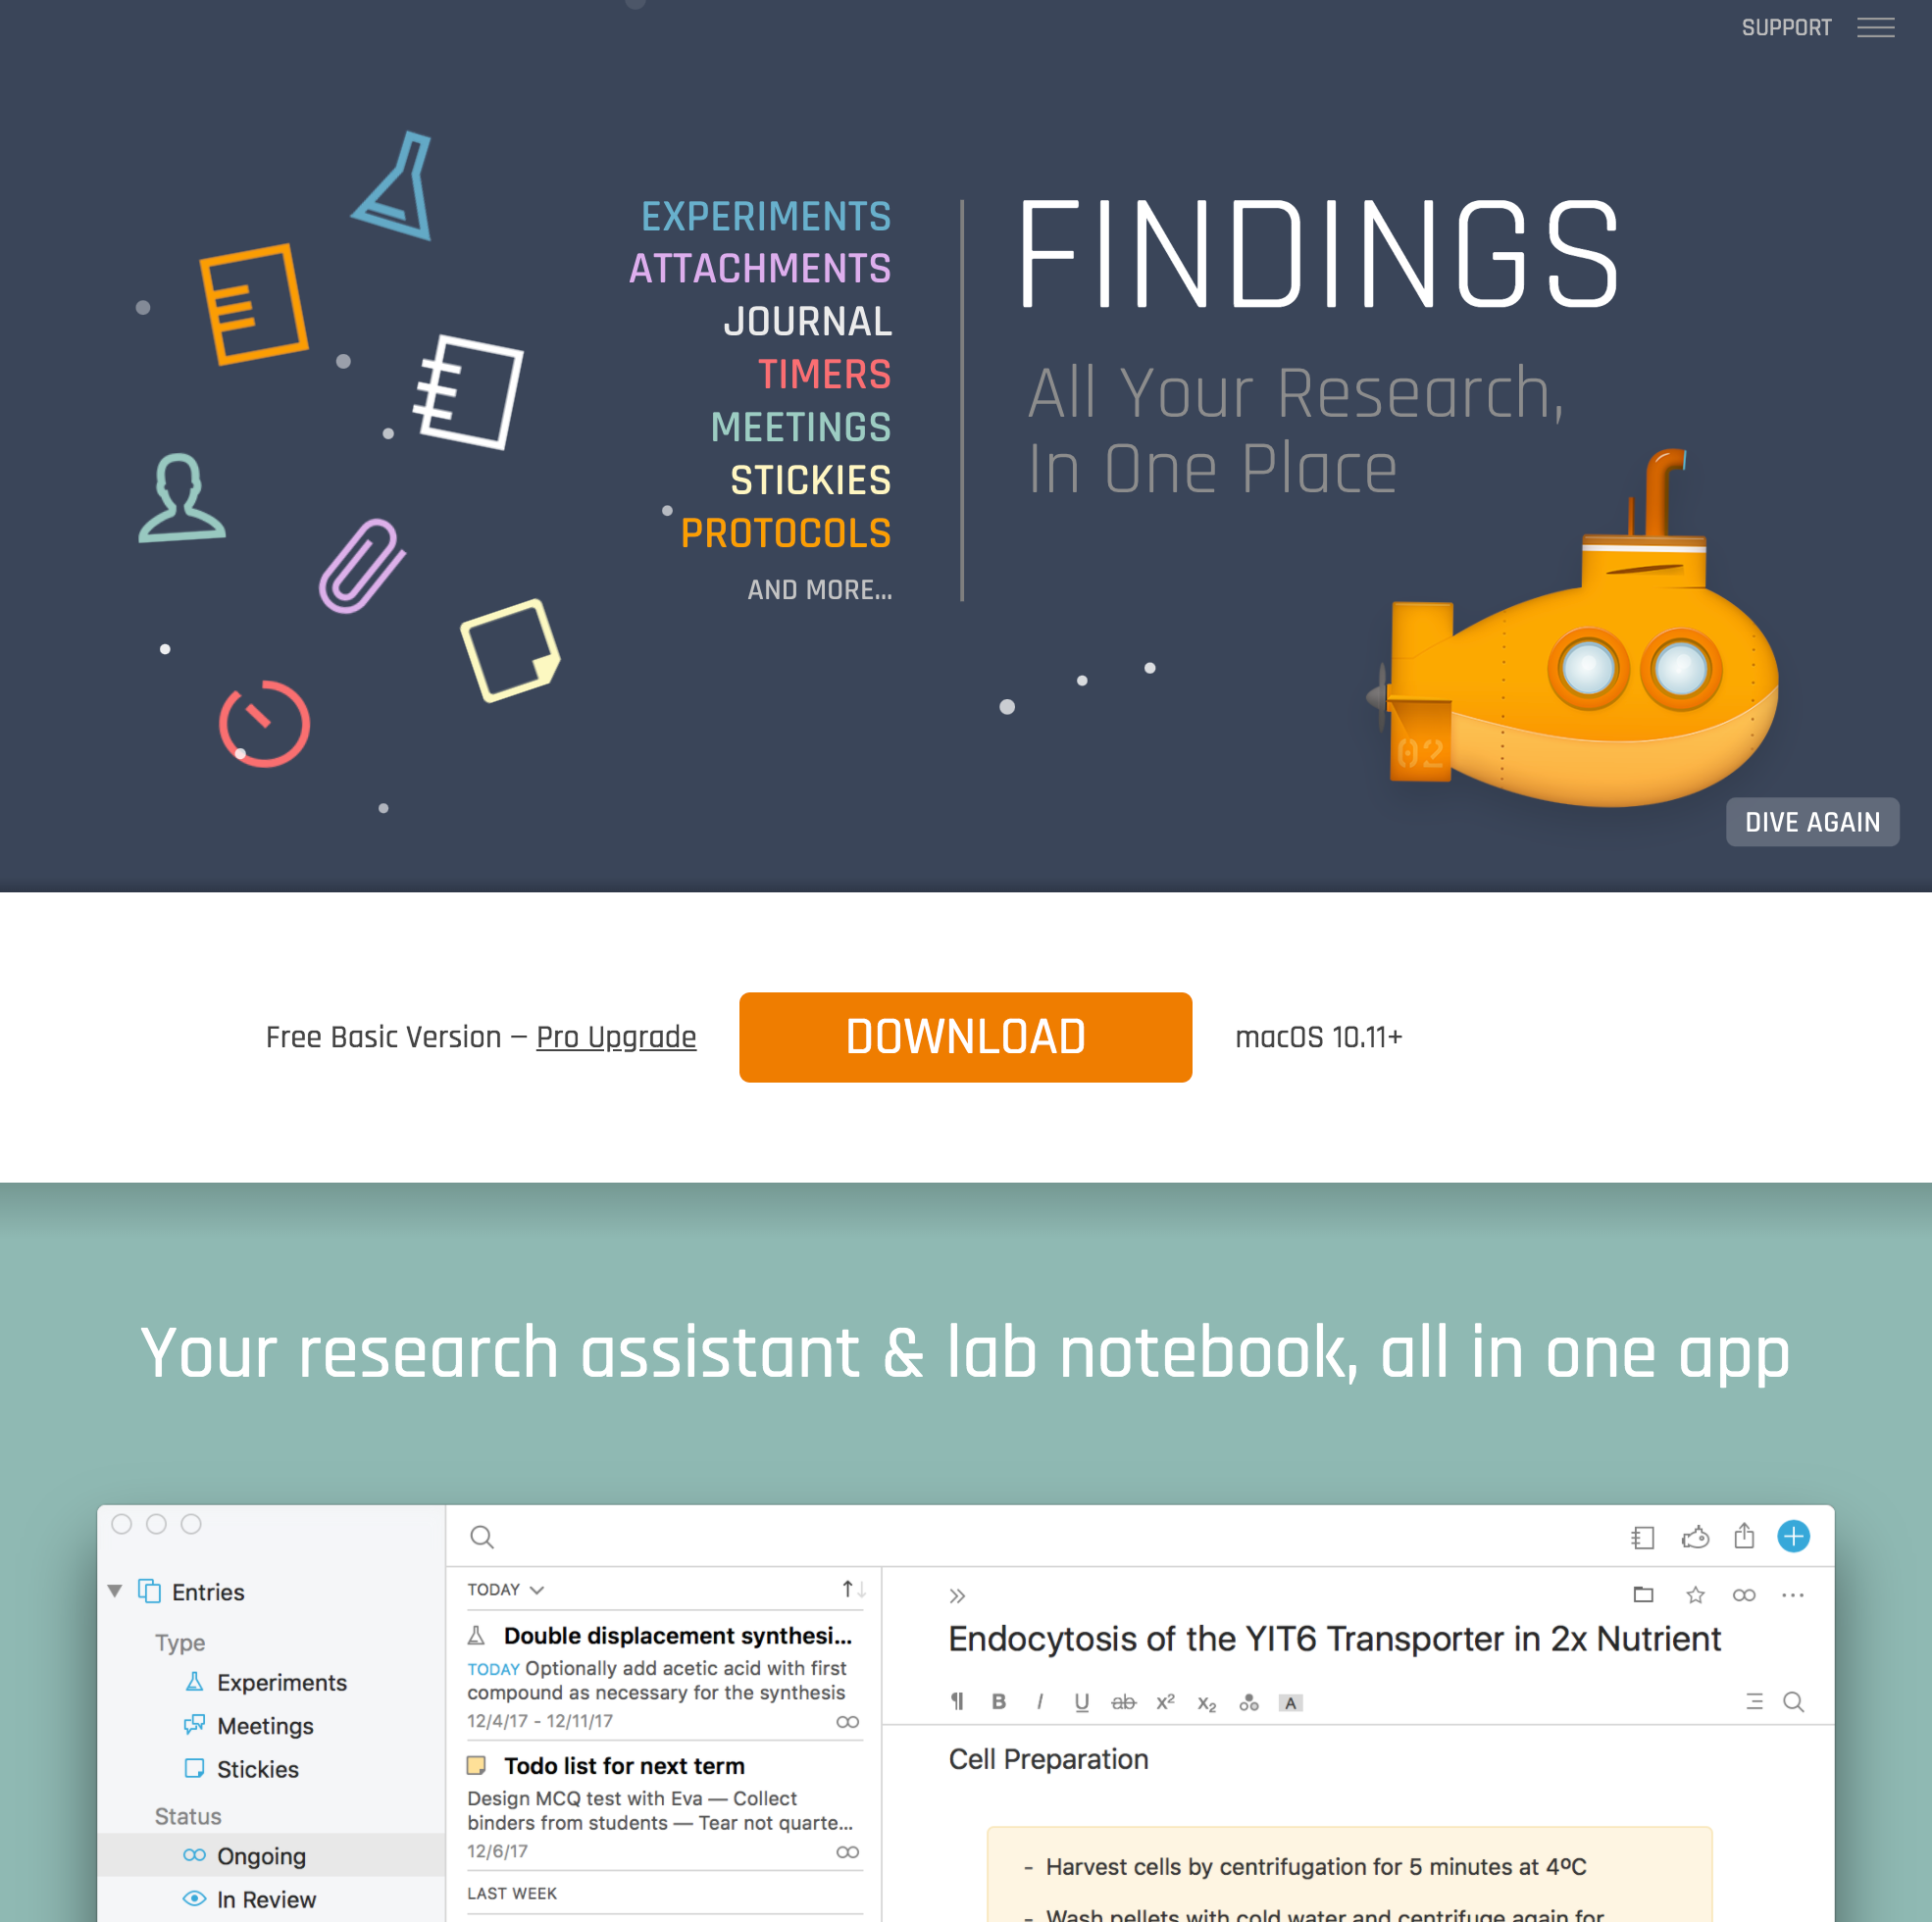 SUPPORT
EXPERIMENTS
ATTACHMENTS
JOURNAL
TIMERS
MEETINGS
STICKIES
PROTOCOLS
AND MORE...
FINDINGS
All Your Research,
In One Place
02
DIVE AGAIN
Free Basic Version – Pro Upgrade
DOWNLOAD
macOS 10.11+
Your research assistant & lab notebook, all in one app
Entries
Type
Experiments
Meetings
Stickies
Status
Ongoing
In Review
TODAY
Double displacement synthesi...
TODAY Optionally add acetic acid with first
compound as necessary for the synthesis
12/4/17 - 12/11/17
Todo list for next term
Design MCQ test with Eva — Collect
binders from students — Tear not quarte...
12/6/17
LAST WEEK
Endocytosis of the YIT6 Transporter in 2x Nutrient
¶ B I U ab x² x₂ A
Cell Preparation
- Harvest cells by centrifugation for 5 minutes at 4ºC
- Wash pellets with cold water and centrifuge again for